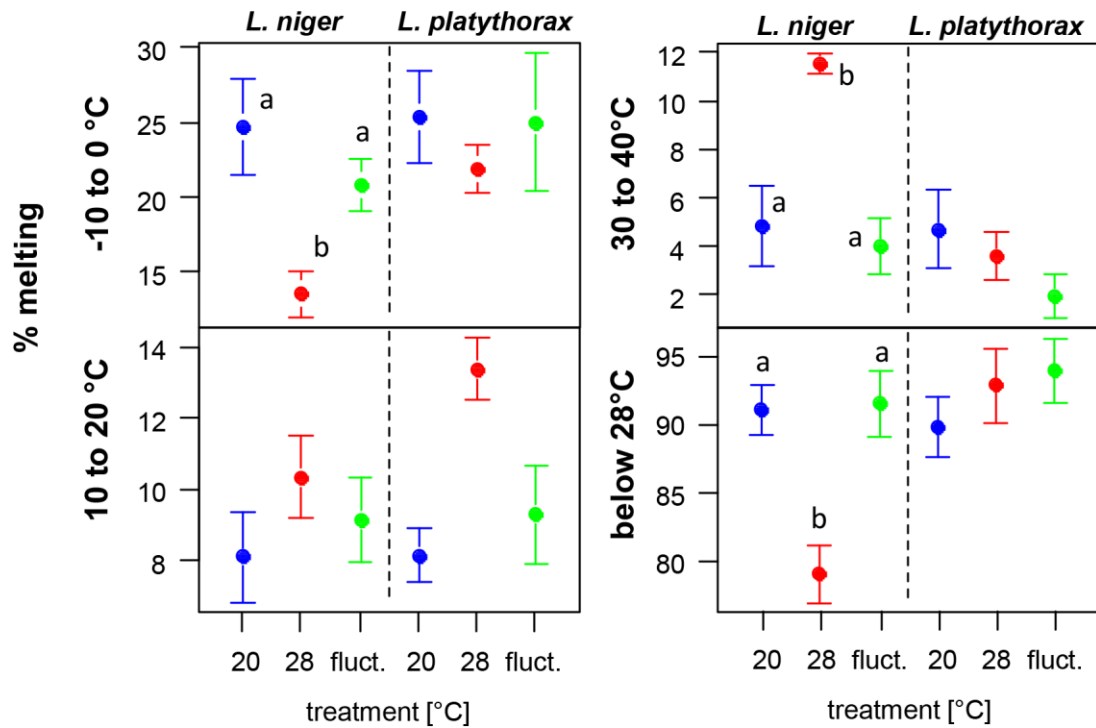 L. niger L. platythorax
% melting
-10 to 0 °C
30
25
20
15
a
b
a
10 to 20 °C
14
12
10
8
20 28 fluct. 20 28 fluct.
treatment [°C]
L. niger L. platythorax
30 to 40°C
12
10
8
6
4
2
a
b
a
below 28°C
95
90
85
80
a
b
a
20 28 fluct. 20 28 fluct.
treatment [°C]